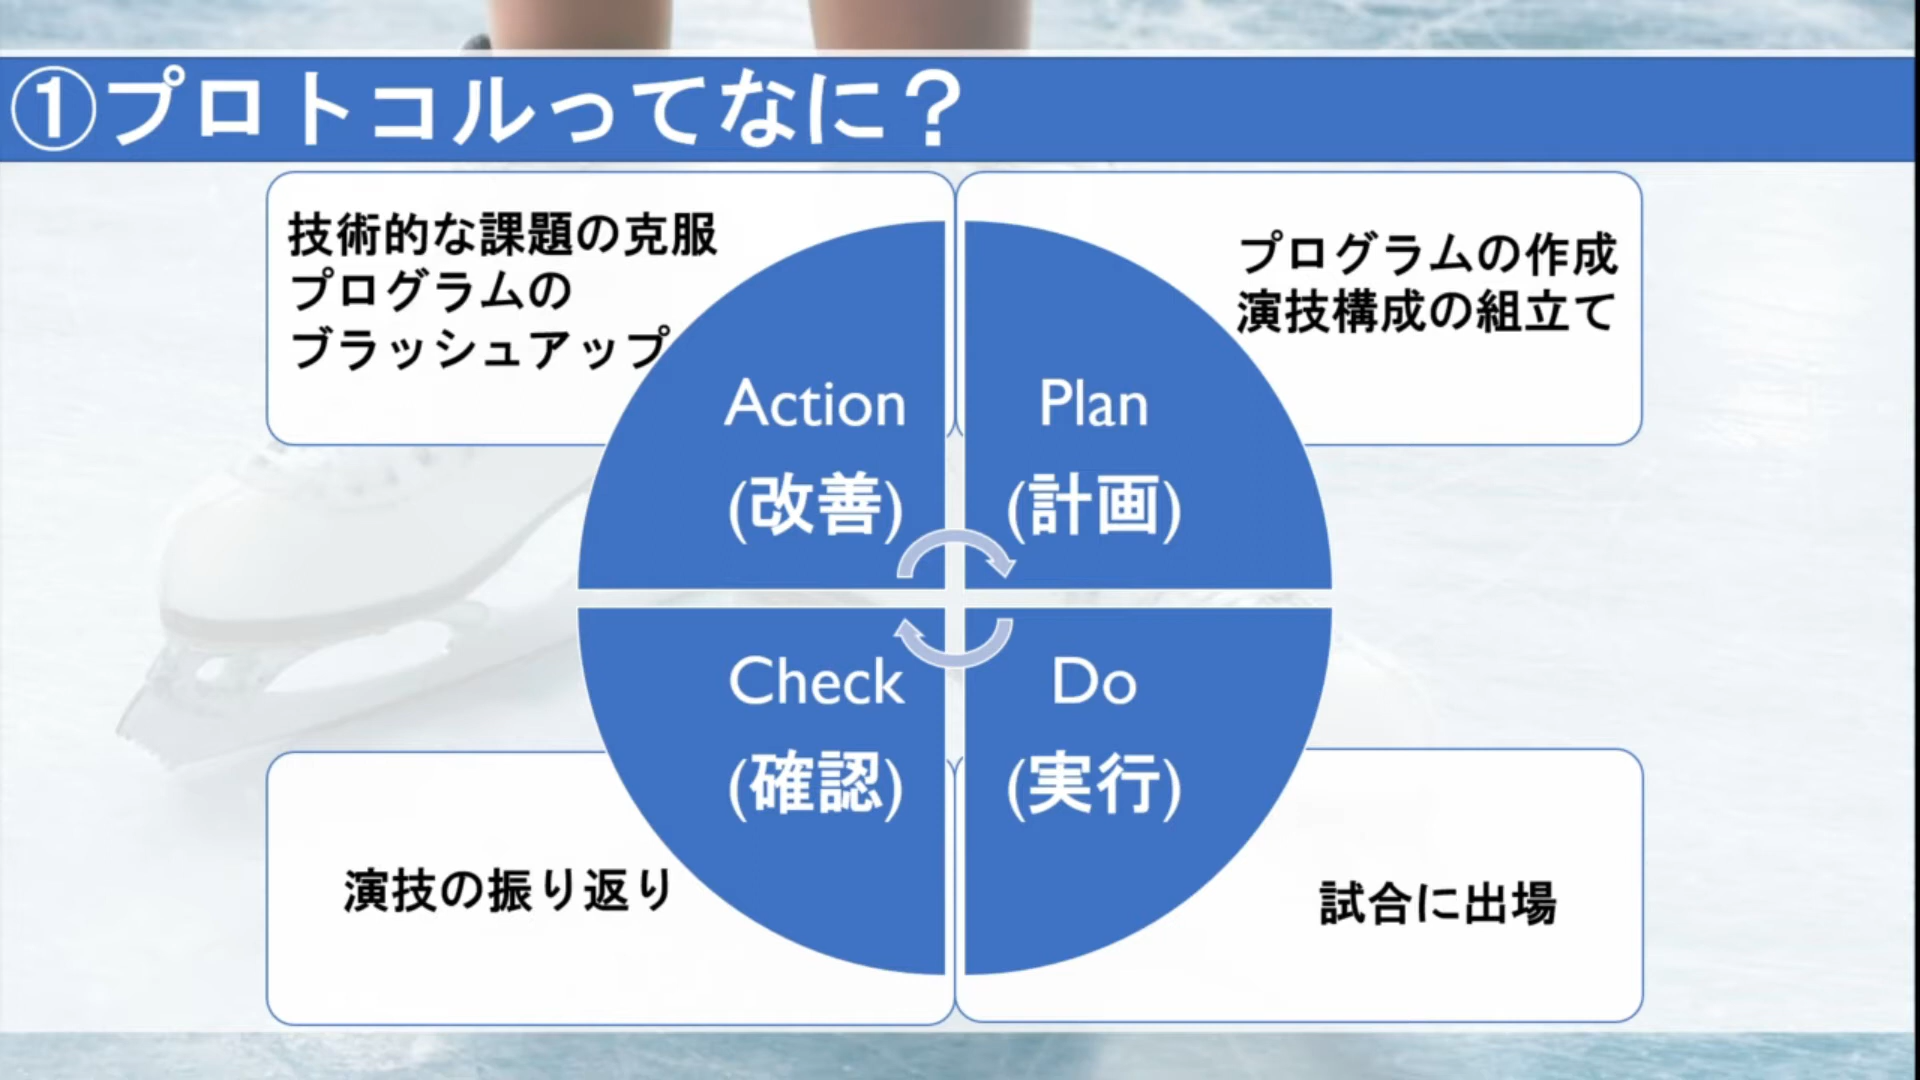 ①プロトコルってなに？
技術的な課題の克服
プログラムの
ブラッシュアップ
プログラムの作成
演技構成の組立て
Action
(改善)
Plan
(計画)
Check
(確認)
Do
(実行)
演技の振り返り
試合に出場